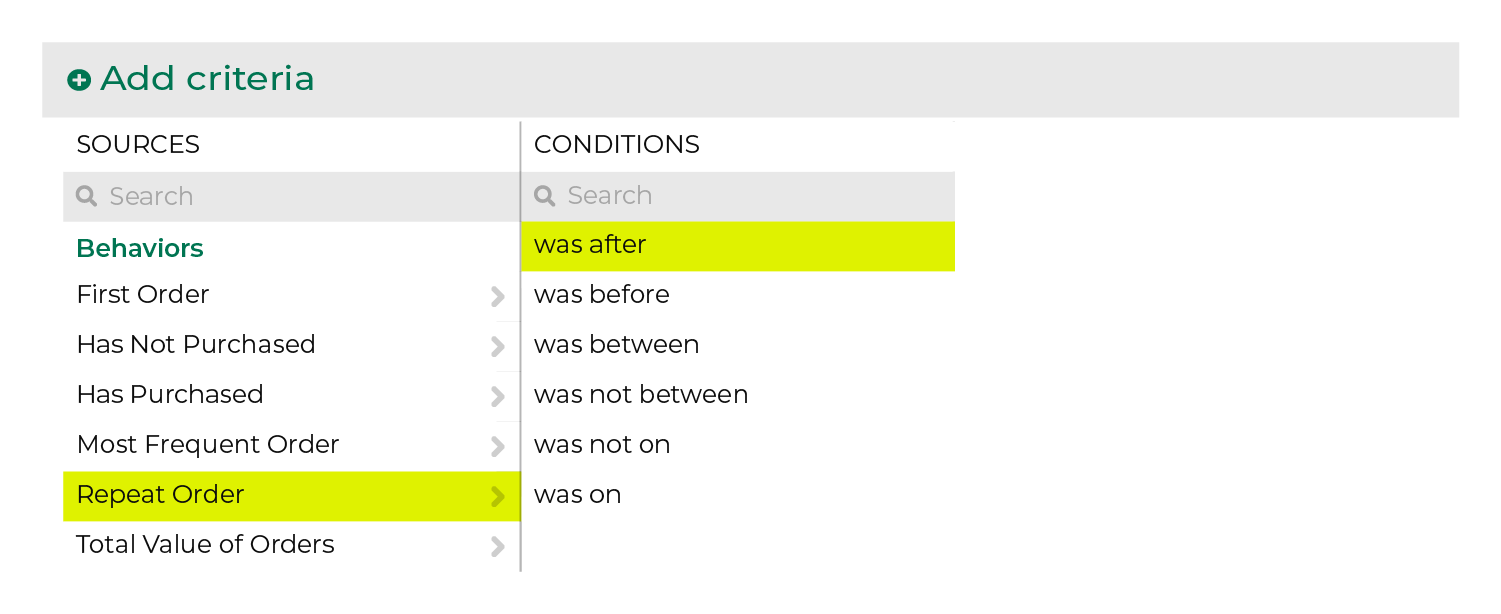 Add criteria
SOURCES
Search
Behaviors
First Order
Has Not Purchased
Has Purchased
Most Frequent Order
Repeat Order
Total Value of Orders
CONDITIONS
Search
was after
was before
was between
was not between
was not on
was on